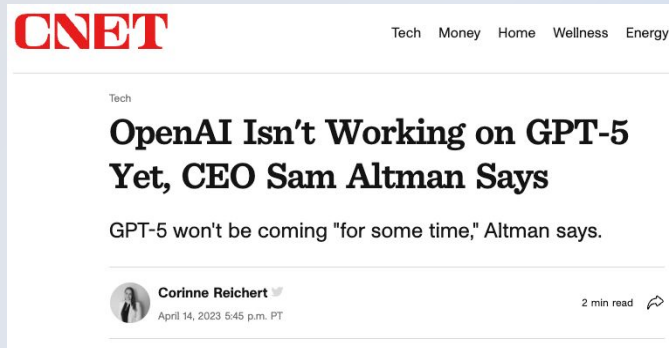 CNET
Tech Money Home Wellness Energy
Tech
OpenAI Isn't Working on GPT-5
Yet, CEO Sam Altman Says
GPT-5 won't be coming "for some time," Altman says.
Corinne Reichert
April 14, 2023 5:45 p.m. PT
2 min read